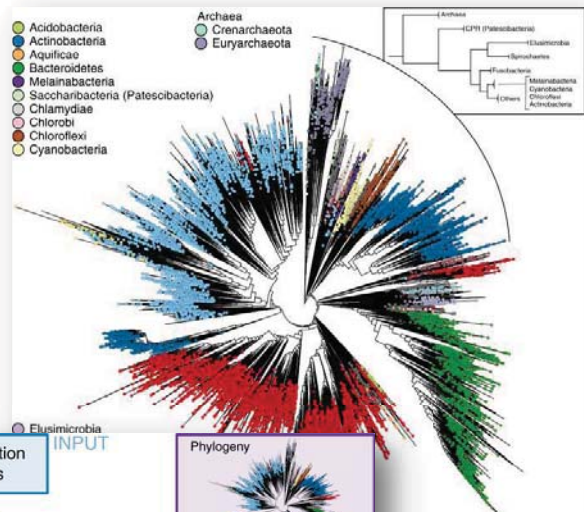 Acidobacteria
Actinobacteria
Aquificae
Bacteroidetes
Melainabacteria
Saccharibacteria (Patescibacteria)
Chlamydiae
Chlorobi
Chloroflexi
Cyanobacteria
Archaea
Crenarchaeota
Euryarchaeota
Archaea
CPR (Patescibacteria)
Elusimicrobia
Spirochaetes
Fusobacteria
Melainabacteria
Cyanobacteria
Chloroflexi
Actinobacteria
Others
Elusimicrobia
INPUT
Phylogeny